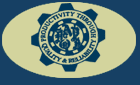 PRODUCTIVITY THROUGH
QUALITY & RELIABILITY